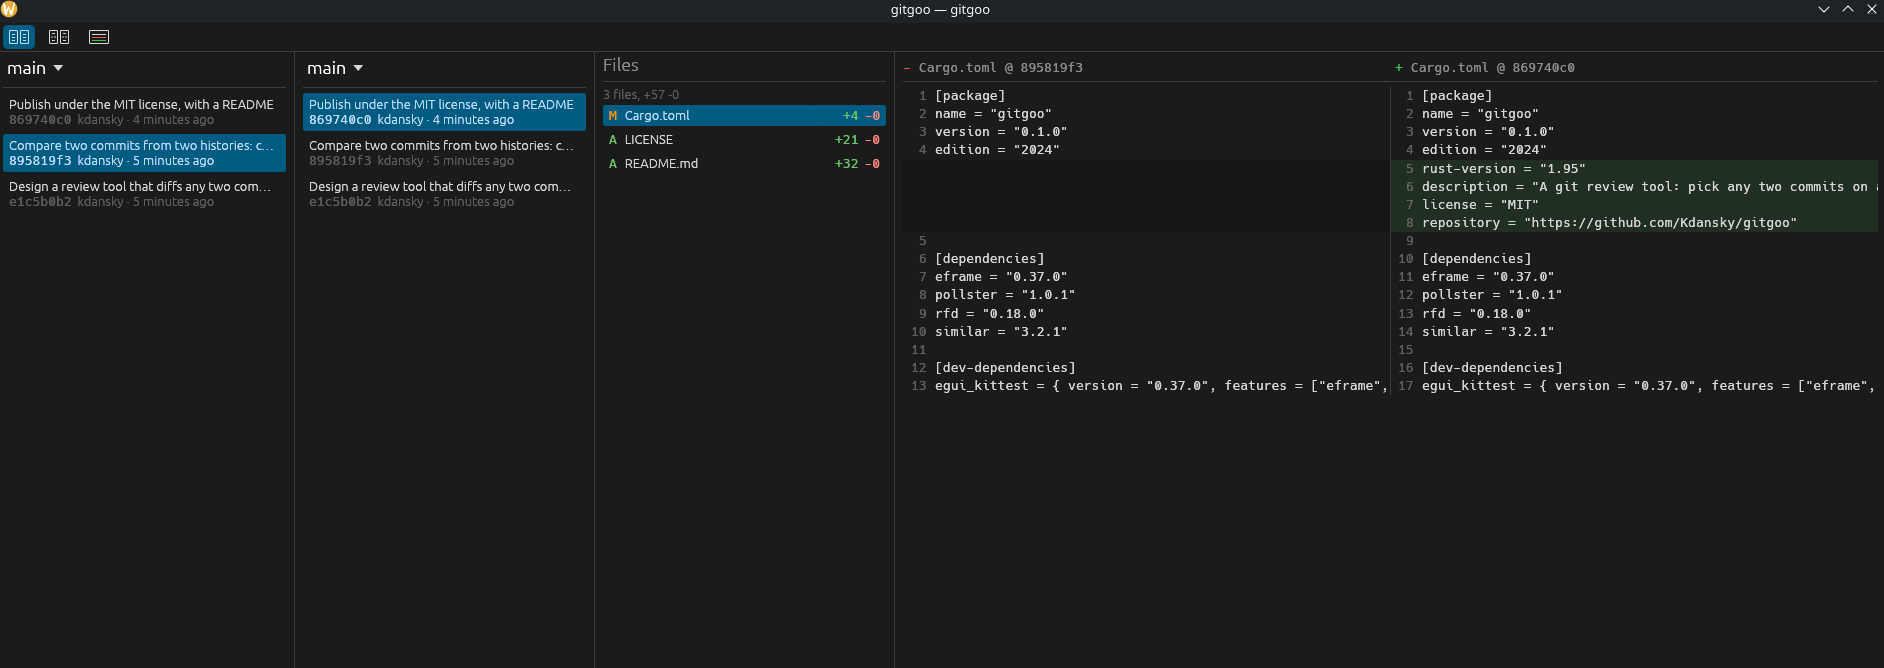 gitgoo — gitgoo
main
Publish under the MIT license, with a README
869740c0 kdansky · 4 minutes ago
Compare two commits from two histories: c…
895819f3 kdansky · 5 minutes ago
Design a review tool that diffs any two com…
e1c5b0b2 kdansky · 5 minutes ago
main
Publish under the MIT license, with a README
869740c0 kdansky · 4 minutes ago
Compare two commits from two histories: c…
895819f3 kdansky · 5 minutes ago
Design a review tool that diffs any two com…
e1c5b0b2 kdansky · 5 minutes ago
Files
3 files, +57 -0
M Cargo.toml +4 -0
A LICENSE +21 -0
A README.md +32 -0
- Cargo.toml @ 895819f3
1 [package]
2 name = "gitgoo"
3 version = "0.1.0"
4 edition = "2024"
5
6 [dependencies]
7 eframe = "0.37.0"
8 pollster = "1.0.1"
9 rfd = "0.18.0"
10 similar = "3.2.1"
11
12 [dev-dependencies]
13 egui_kittest = { version = "0.37.0", features = ["eframe",
+ Cargo.toml @ 869740c0
1 [package]
2 name = "gitgoo"
3 version = "0.1.0"
4 edition = "2024"
5 rust-version = "1.95"
6 description = "A git review tool: pick any two commits on
7 license = "MIT"
8 repository = "https://github.com/Kdansky/gitgoo"
9
10 [dependencies]
11 eframe = "0.37.0"
12 pollster = "1.0.1"
13 rfd = "0.18.0"
14 similar = "3.2.1"
15
16 [dev-dependencies]
17 egui_kittest = { version = "0.37.0", features = ["eframe",